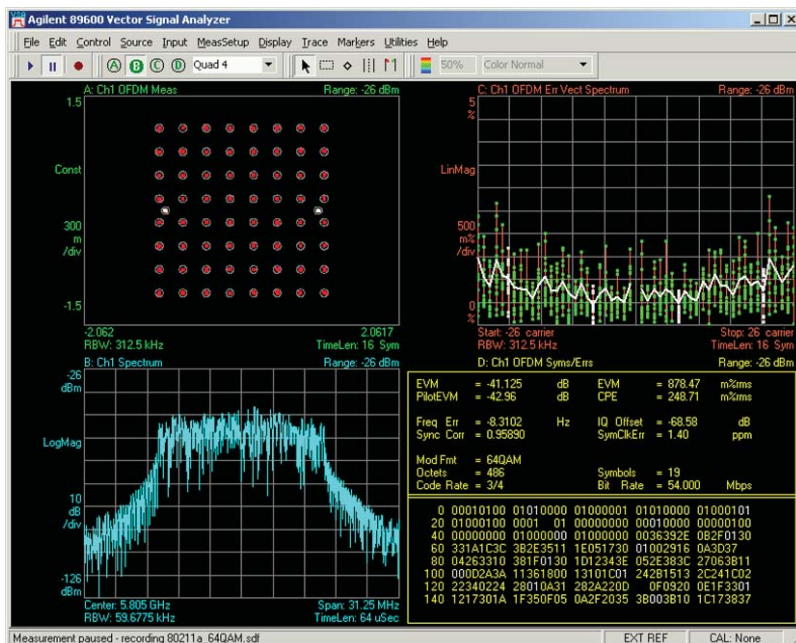 Agilent 89600 Vector Signal Analyzer
File Edit Control Source Input MeasSetup Display Trace Markers Utilities Help
A B C D Quad 4 50% Color Normal
A: Ch1 OFDM Meas Range: -26 dBm
1.5
Const
300
m
/div
-1.5
-2.062 2.0617
RBW: 312.5 kHz TimeLen: 16 Sym
C: Ch1 OFDM Err Vect Spectrum Range: -26 dBm
5
%
LinMag
500
m%
/div
0
%
Start: -26 carrier Stop: 26 carrier
RBW: 312.5 kHz TimeLen: 16 Sym
B: Ch1 Spectrum Range: -26 dBm
-26
dBm
LogMag
10
dB
/div
-126
dBm
Center: 5.805 GHz Span: 31.25 MHz
RBW: 59.6775 kHz TimeLen: 64 uSec
D: Ch1 OFDM Syms/Errs Range: -26 dBm
EVM = -41.125 dB EVM = 878.47 m%rms
PilotEVM = -42.96 dB CPE = 248.71 m%rms
Freq Err = -8.3102 Hz IQ Offset = -68.58 dB
Sync Corr = 0.95890 SymClkErr = 1.40 ppm
Mod Fmt = 64QAM
Octets = 486 Symbols = 19
Code Rate = 3/4 Bit Rate = 54.000 Mbps
0 00010100 01010000 01000001 01010000 01000101
20 01000100 0001 01 00000000 00010000 00000100
40 00000000 01000000 01000000 0036392E 0B2F0130
60 331A1C3C 3B2E3511 1E051730 01002916 0A3D37
80 04263310 381F0130 1D12343E 052E383C 27063B11
100 000D2A3A 11361800 13101C01 242B1513 2C241C02
120 22340224 28010A31 282A220D 0F0920 0E1F3301
140 1217301A 1F350F05 0A2F2035 3B003B10 1C173837
Measurement paused - recording 80211a_64QAM.sdf EXT REF CAL: None